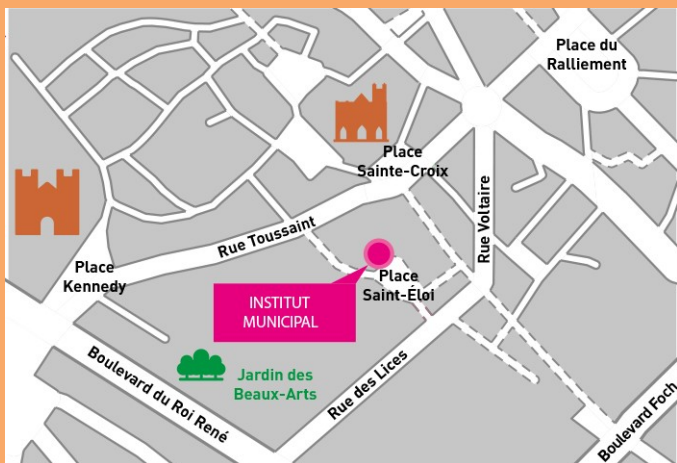 Place du
Ralliement
Place
Sainte-Croix
Rue Toussaint
Rue Voltaire
Place
Kennedy
Place
Saint-Éloi
INSTITUT
MUNICIPAL
Jardin des
Beaux-Arts
Boulevard du Roi René
Rue des Lices
Boulevard Foch